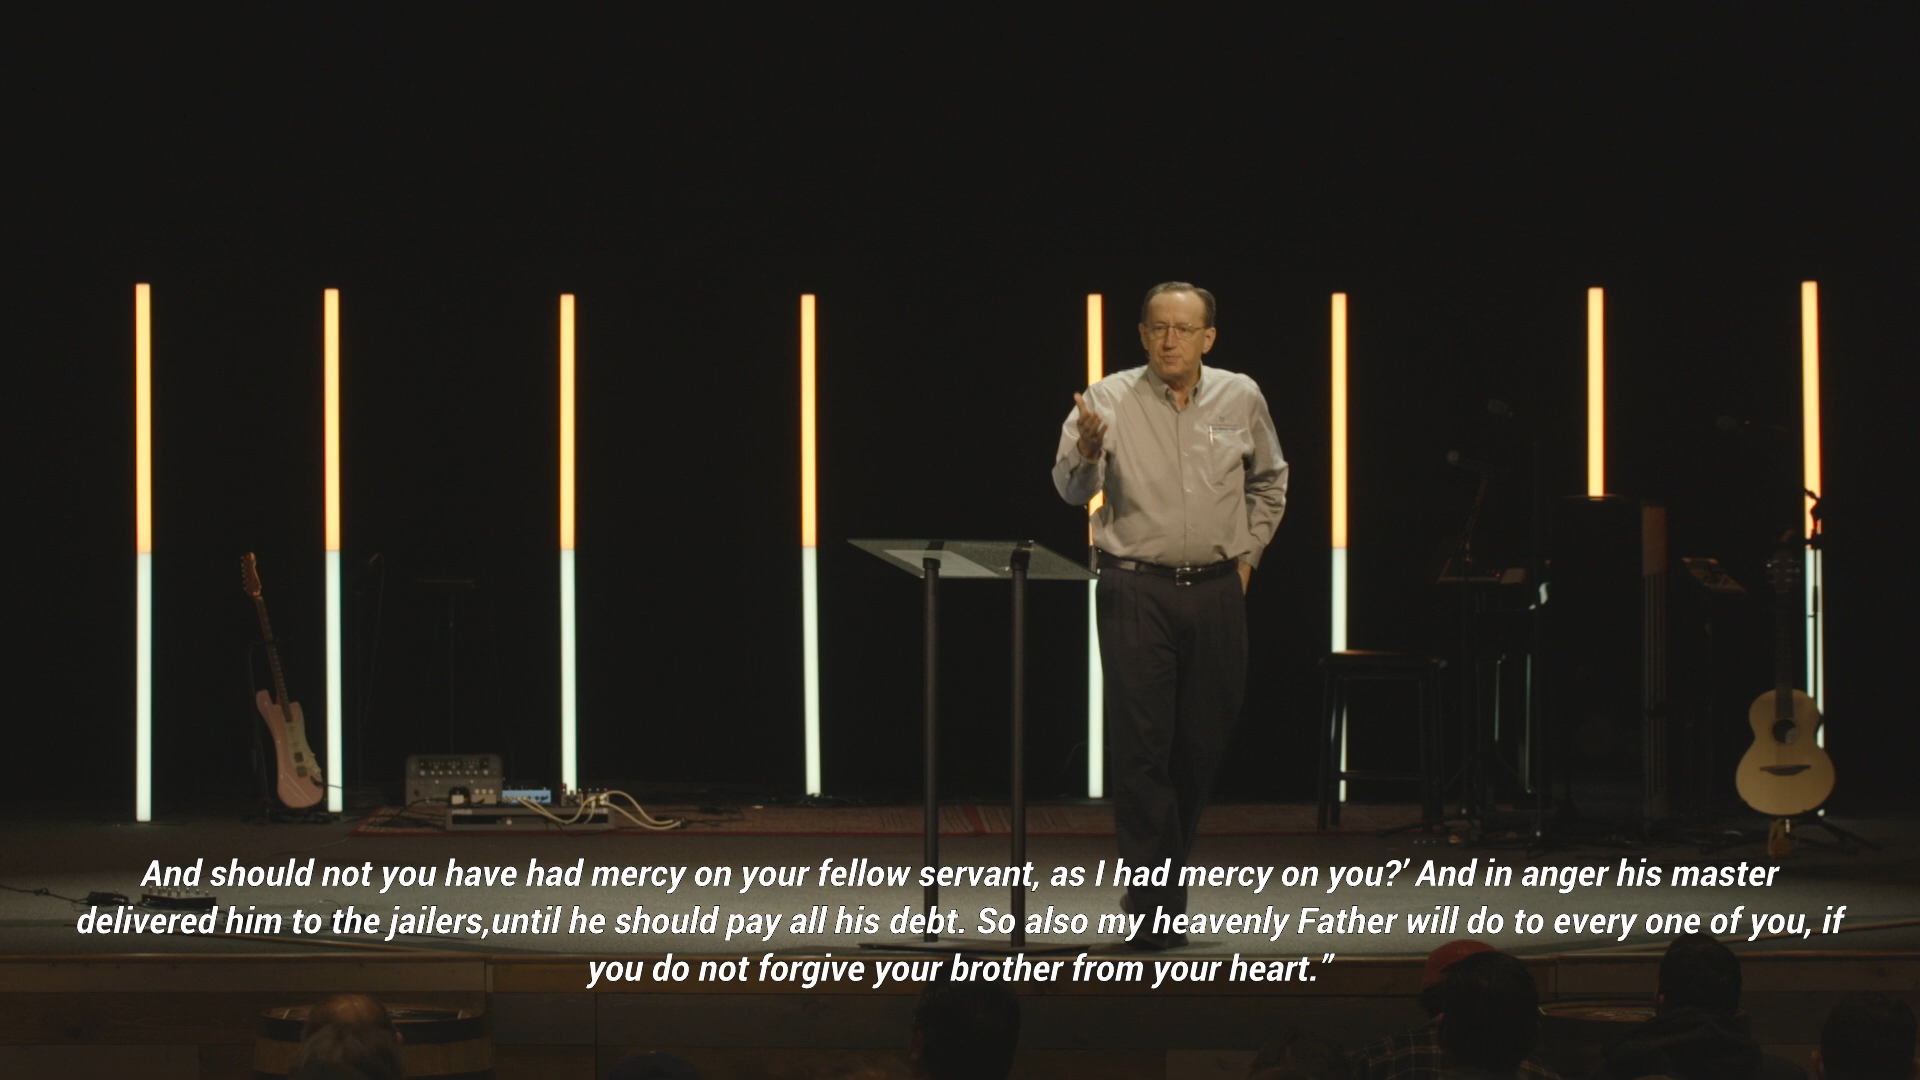 And should not you have had mercy on your fellow servant, as I had mercy on you?’ And in anger his master
delivered him to the jailers,until he should pay all his debt. So also my heavenly Father will do to every one of you, if
you do not forgive your brother from your heart.”